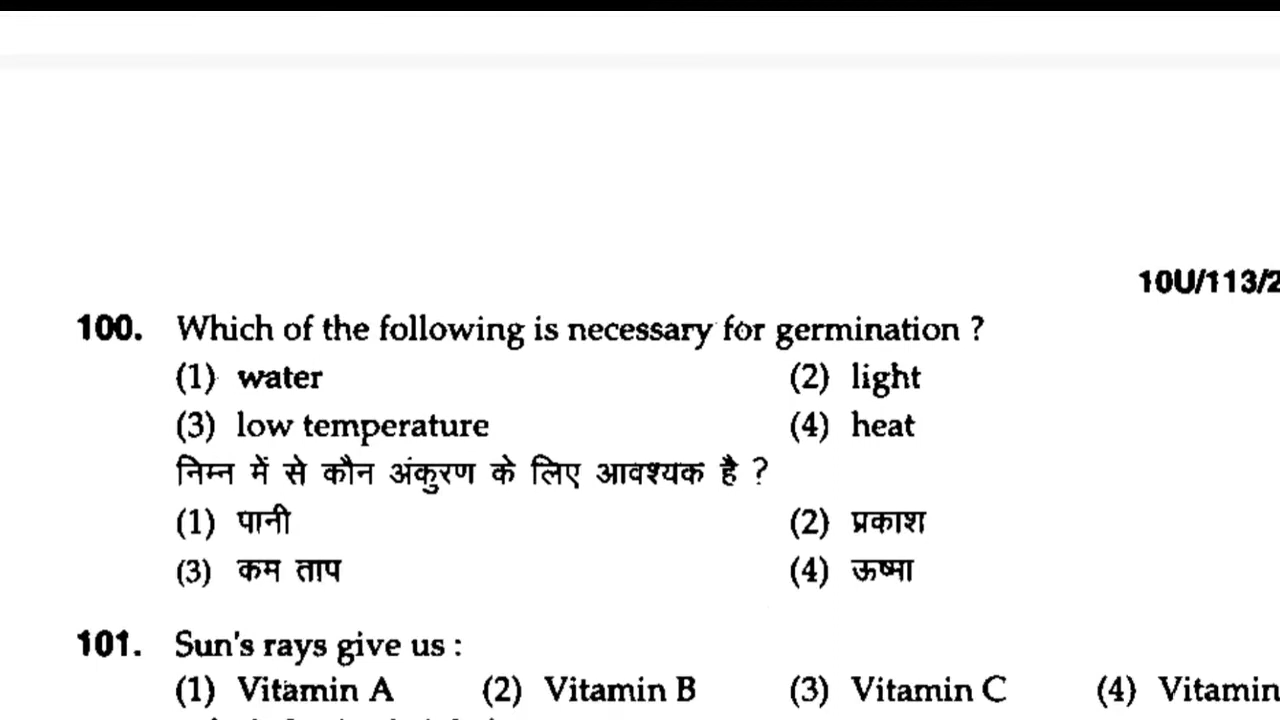 10U/113/2
100. Which of the following is necessary for germination ?
(1) water (2) light
(3) low temperature (4) heat
निम्न में से कौन अंकुरण के लिए आवश्यक है ?
(1) पानी (2) प्रकाश
(3) कम ताप (4) ऊष्मा
101. Sun's rays give us :
(1) Vitamin A (2) Vitamin B (3) Vitamin C (4) Vitamin